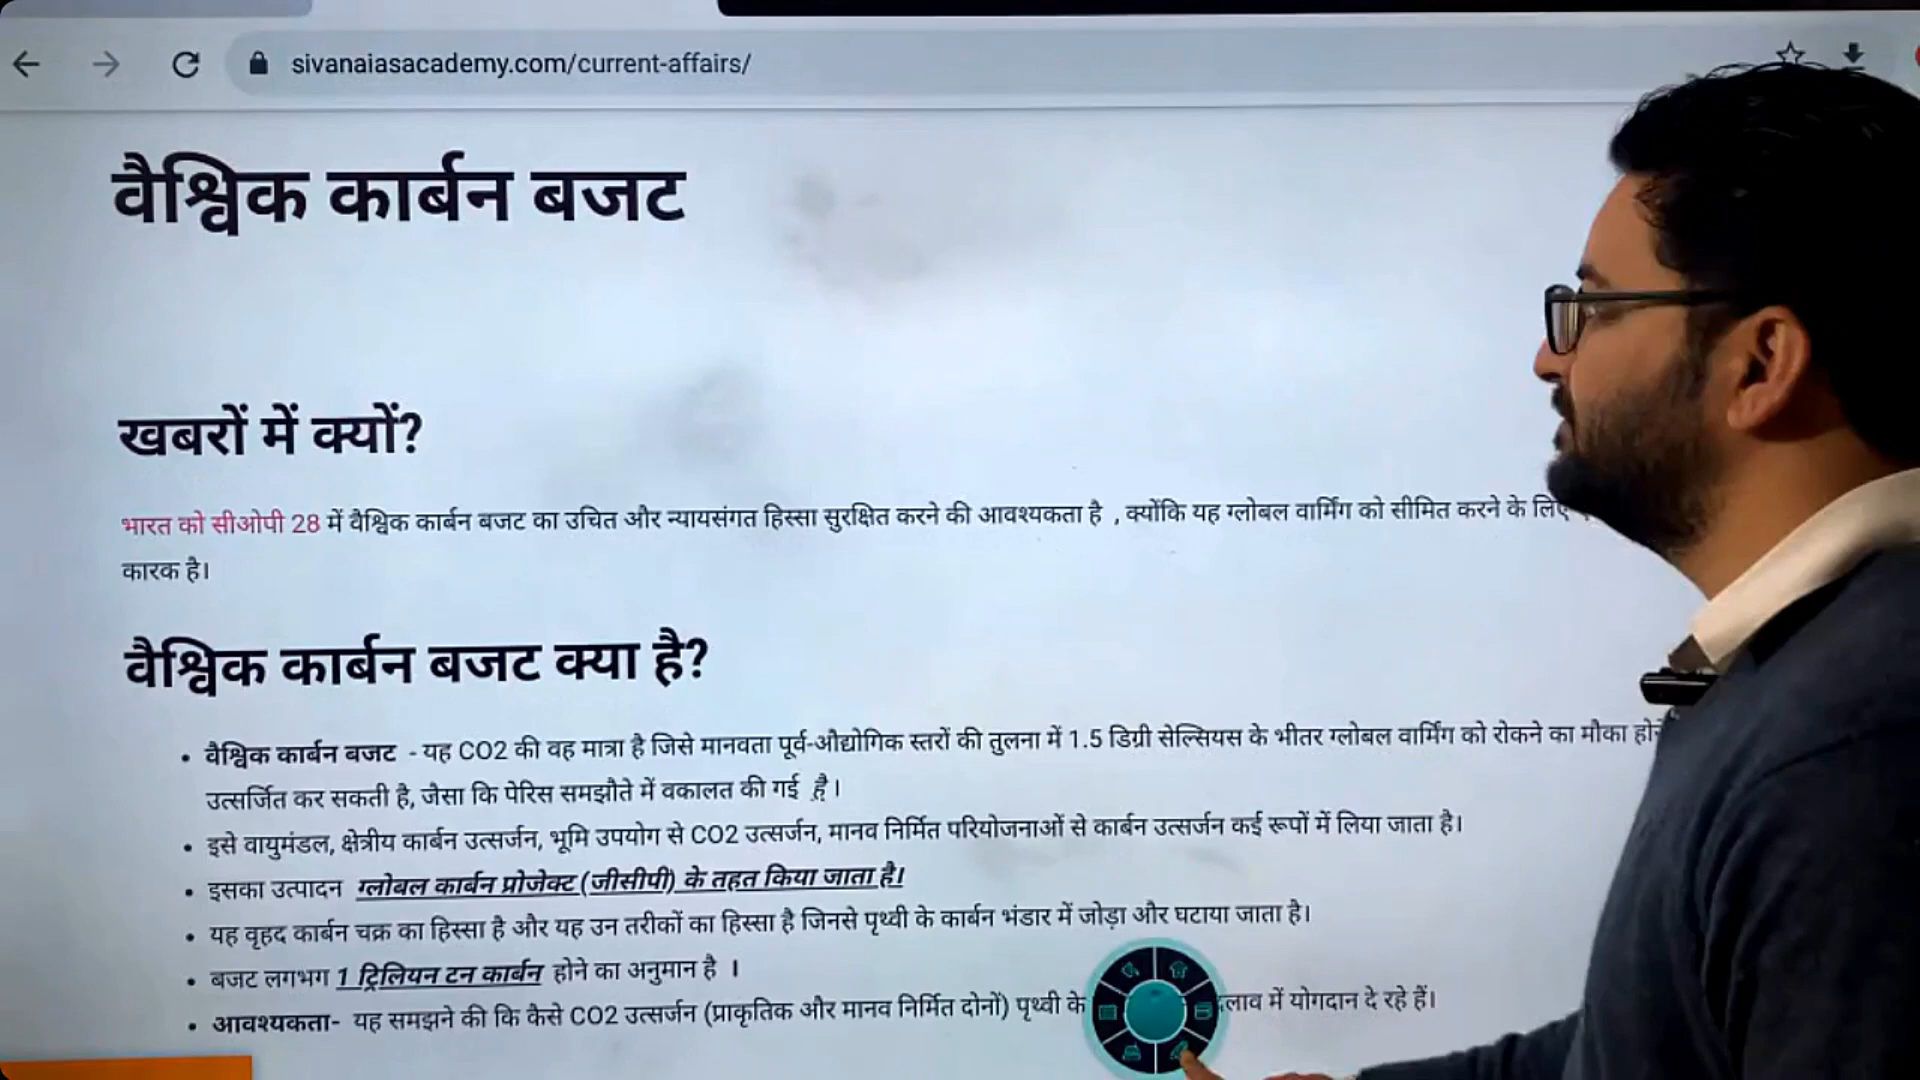 sivanaiasacademy.com/current-affairs/
वैश्विक कार्बन बजट
खबरों में क्यों?
भारत को सीओपी 28 में वैश्विक कार्बन बजट का उचित और न्यायसंगत हिस्सा सुरक्षित करने की आवश्यकता है , क्योंकि यह ग्लोबल वार्मिंग को सीमित करने के लिए
कारक है।
वैश्विक कार्बन बजट क्या है?
• वैश्विक कार्बन बजट - यह CO2 की वह मात्रा है जिसे मानवता पूर्व-औद्योगिक स्तरों की तुलना में 1.5 डिग्री सेल्सियस के भीतर ग्लोबल वार्मिंग को रोकने का मौका
उत्सर्जित कर सकती है, जैसा कि पेरिस समझौते में वकालत की गई है।
• इसे वायुमंडल, क्षेत्रीय कार्बन उत्सर्जन, भूमि उपयोग से CO2 उत्सर्जन, मानव निर्मित परियोजनाओं से कार्बन उत्सर्जन कई रूपों में लिया जाता है।
• इसका उत्पादन ग्लोबल कार्बन प्रोजेक्ट (जीसीपी) के तहत किया जाता है।
• यह वृहद कार्बन चक्र का हिस्सा है और यह उन तरीकों का हिस्सा है जिनसे पृथ्वी के कार्बन भंडार में जोड़ा और घटाया जाता है।
• बजट लगभग 1 ट्रिलियन टन कार्बन होने का अनुमान है ।
• आवश्यकता- यह समझने की कि कैसे CO2 उत्सर्जन (प्राकृतिक और मानव निर्मित दोनों) पृथ्वी के में योगदान दे रहे हैं।